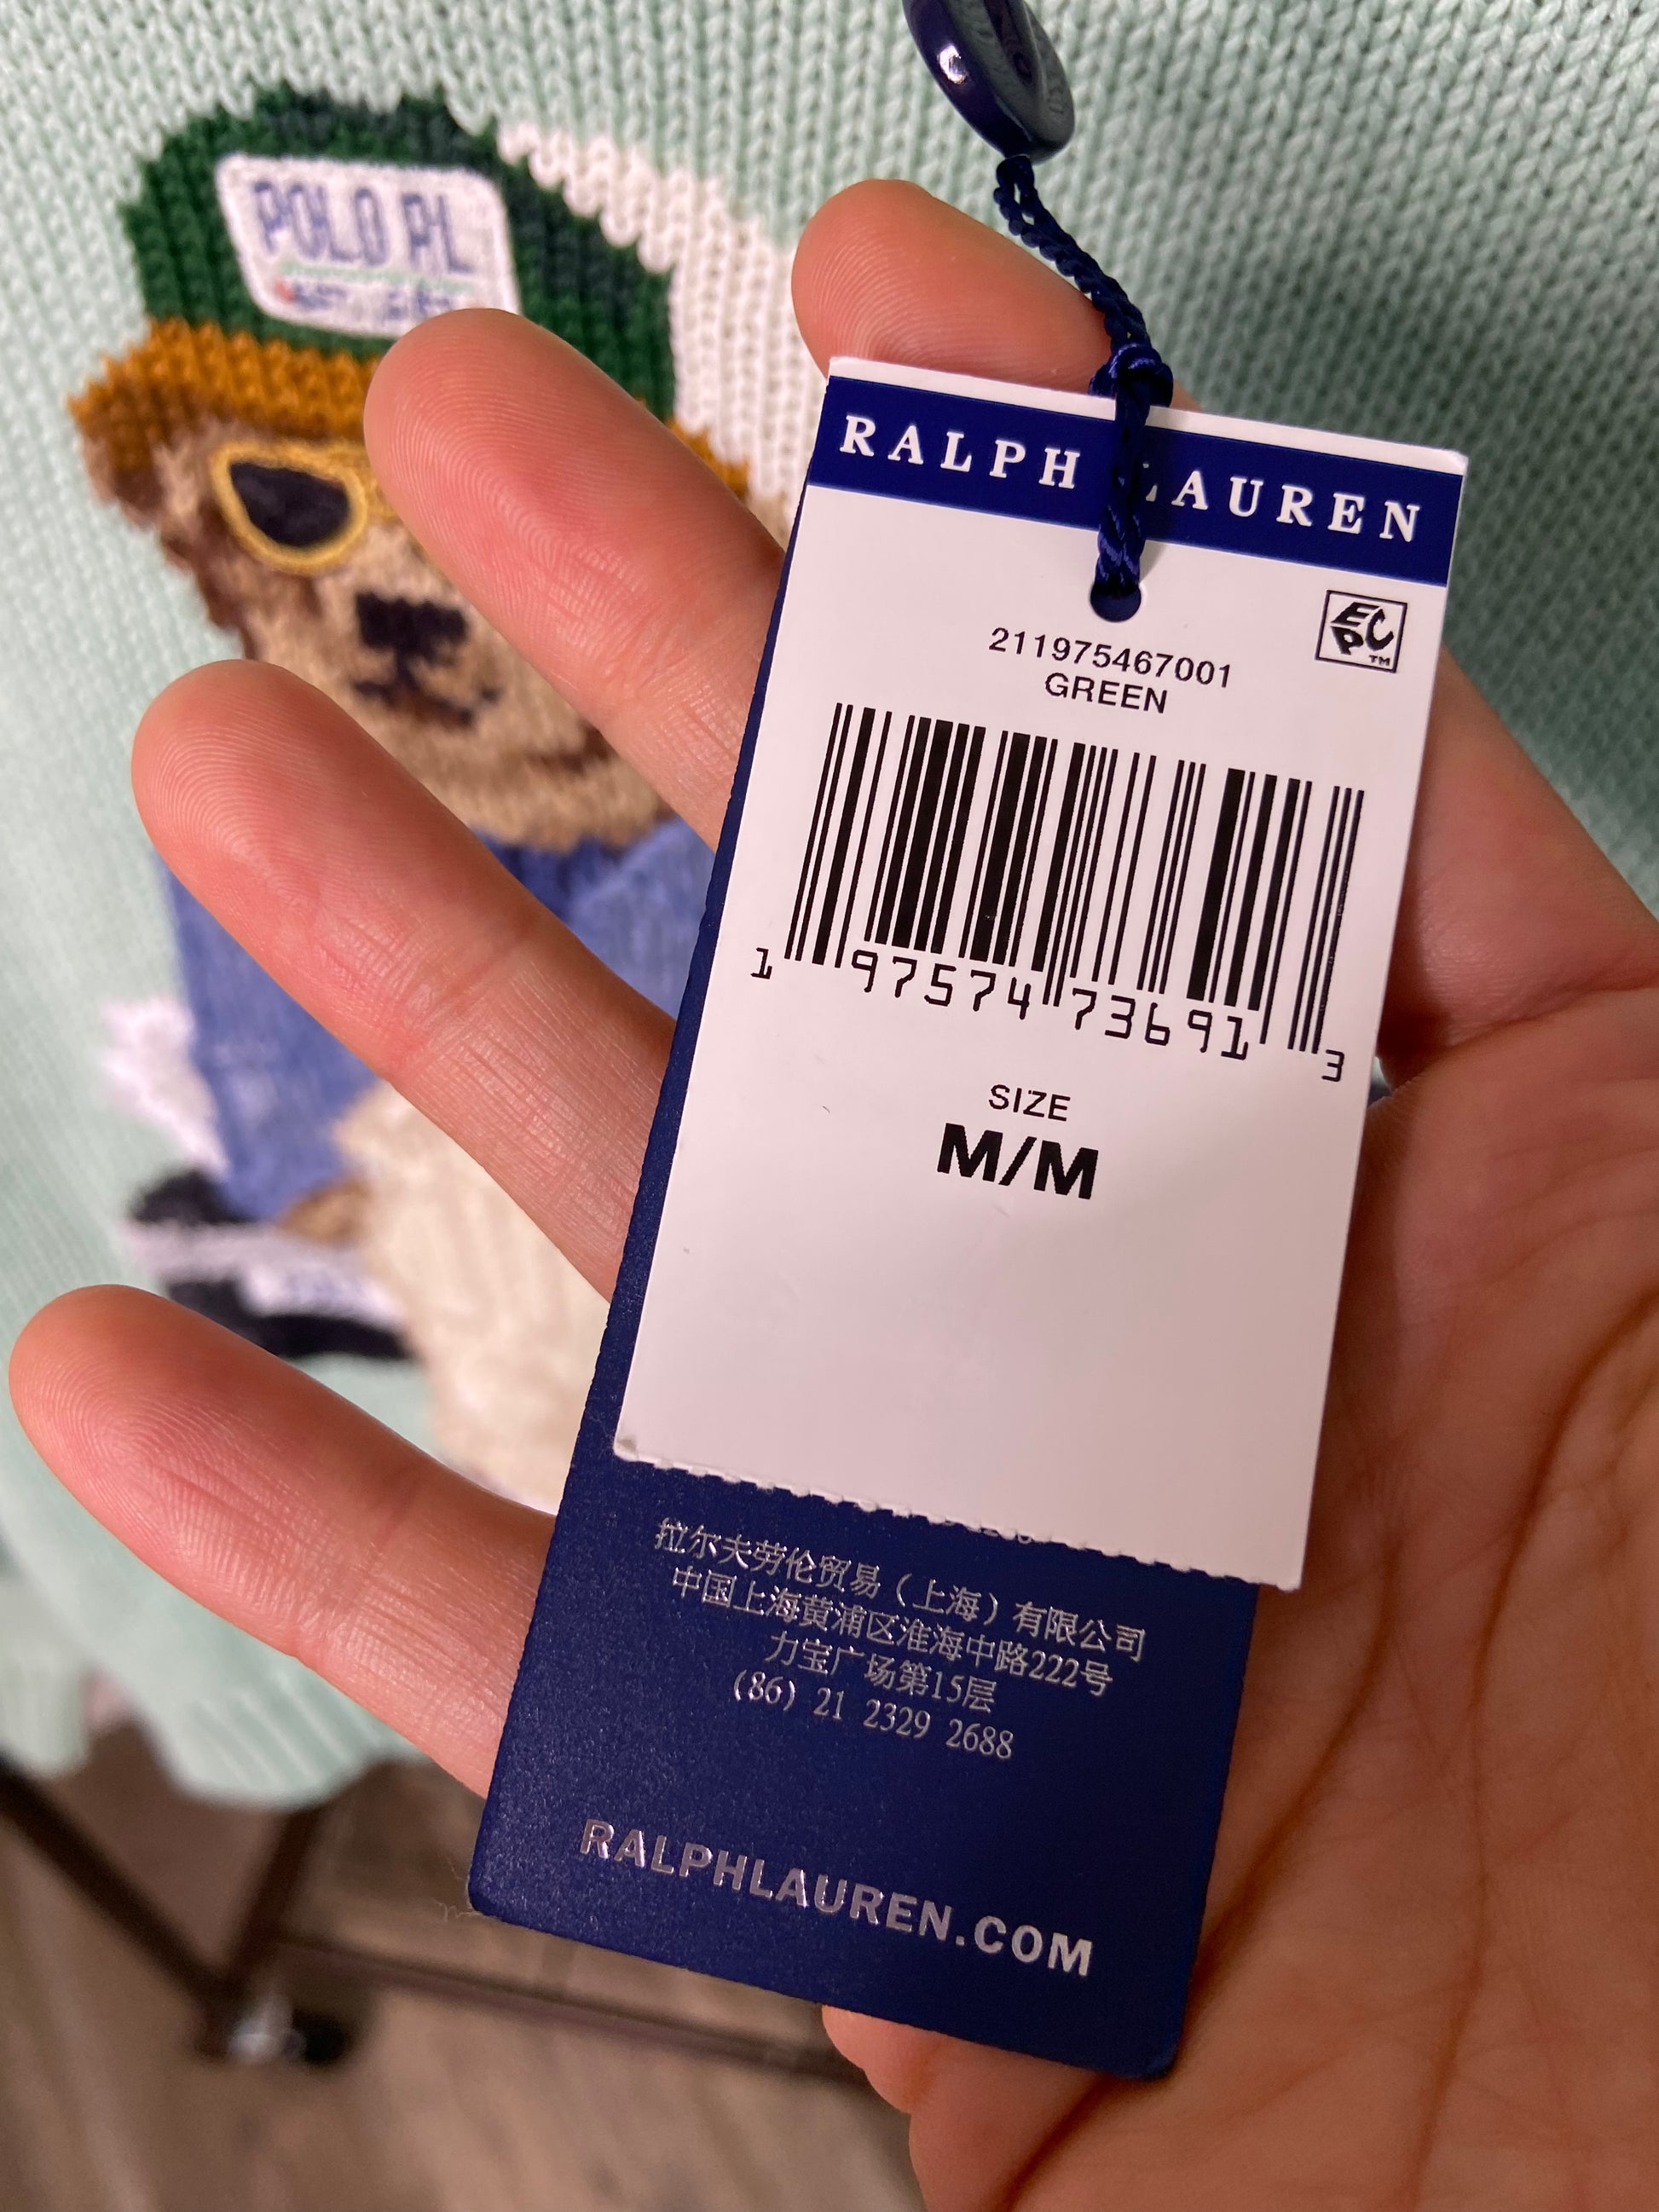 POLO RL
RALPH LAUREN
EPC™
211975467001
GREEN
1 97574 73691 3
SIZE
M/M
拉尔夫劳伦贸易（上海）有限公司
中国上海黄浦区淮海中路222号
力宝广场第15层
(86) 21 2329 2688
RALPHLAUREN.COM